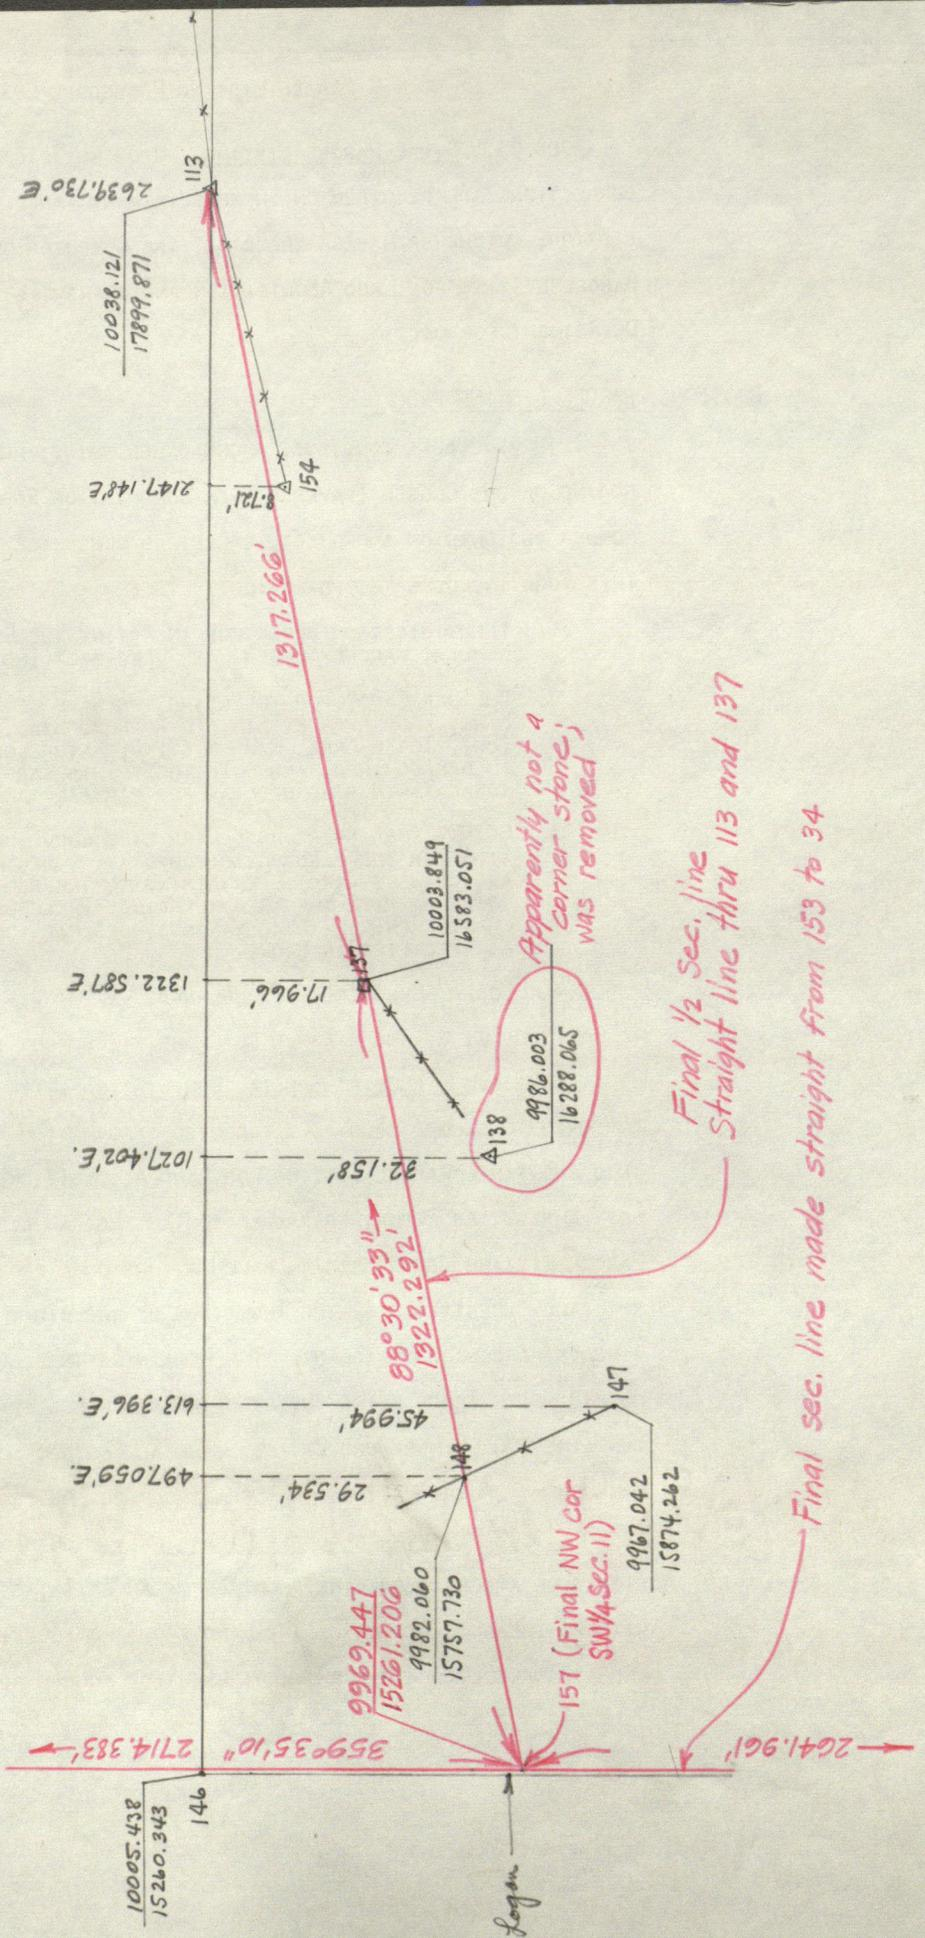 10038.121
17899.871
2639.730' E
113
2147.148' E
8.721'
154
1317.266'
1322.587' E
17.966'
137
10003.849
16583.051
Apparently not a
corner stone;
was removed
9986.003
16288.065
138
1027.402' E.
32.158'
Final 1/2 sec. line
Straight line thru 113 and 137
88° 30' 33" →
1322.292'
613.396' E.
45.994'
147
9967.042
15874.262
497.059' E.
29.534'
148
9982.060
15757.730
9969.447
15261.206
157 (Final NW cor
SW¼ Sec. 11)
Final sec. line made straight from 153 to 34
10005.438
15260.343
146
2714.383'
359° 35' 10"
2641.961'
Logan